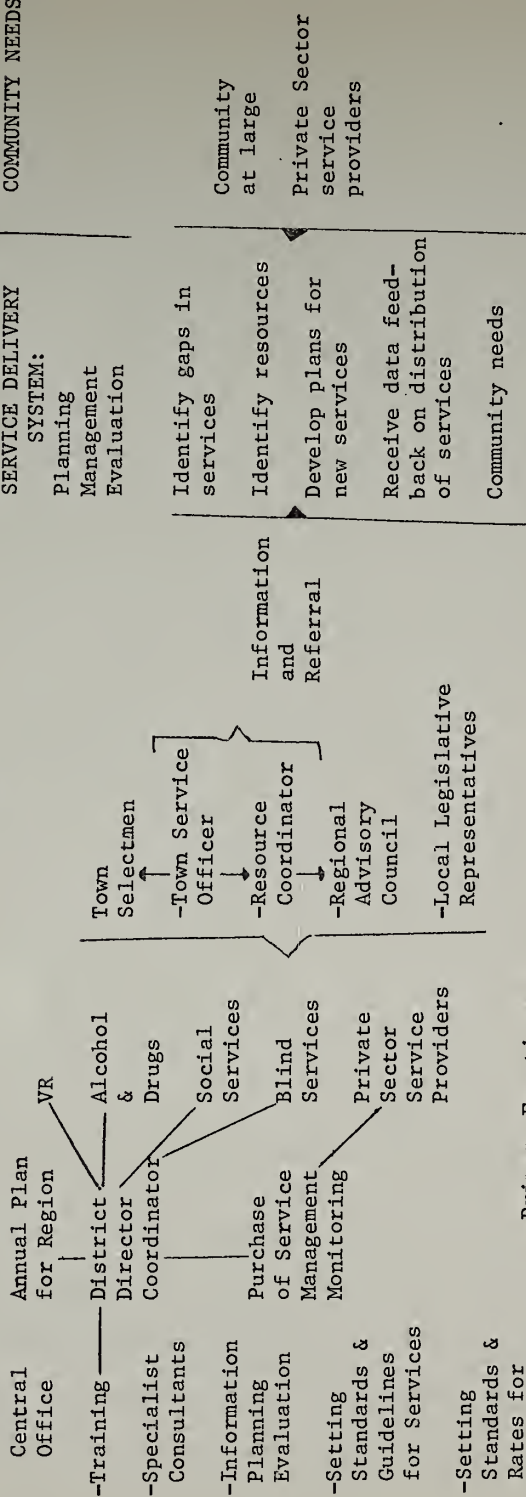 Central
Office
-Training
-Specialist
Consultants
-Information
Planning
Evaluation
-Setting
Standards &
Guidelines
for Services
-Setting
Standards &
Rates for
Annual Plan
for Region
District
Director
Coordinator
Purchase
of Service
Management
Monitoring
VR
Alcohol
&
Drugs
Social
Services
Blind
Services
Private
Sector
Service
Providers
Town
Selectmen
-Town Service
Officer
-Resource
Coordinator
-Regional
Advisory
Council
-Local Legislative
Representatives
Information
and
Referral
SERVICE DELIVERY
SYSTEM:
Planning
Management
Evaluation
Identify gaps in
services
Identify resources
Develop plans for
new services
Receive data feed-
back on distribution
of services
Community needs
COMMUNITY NEEDS
Community
at large
Private Sector
service
providers